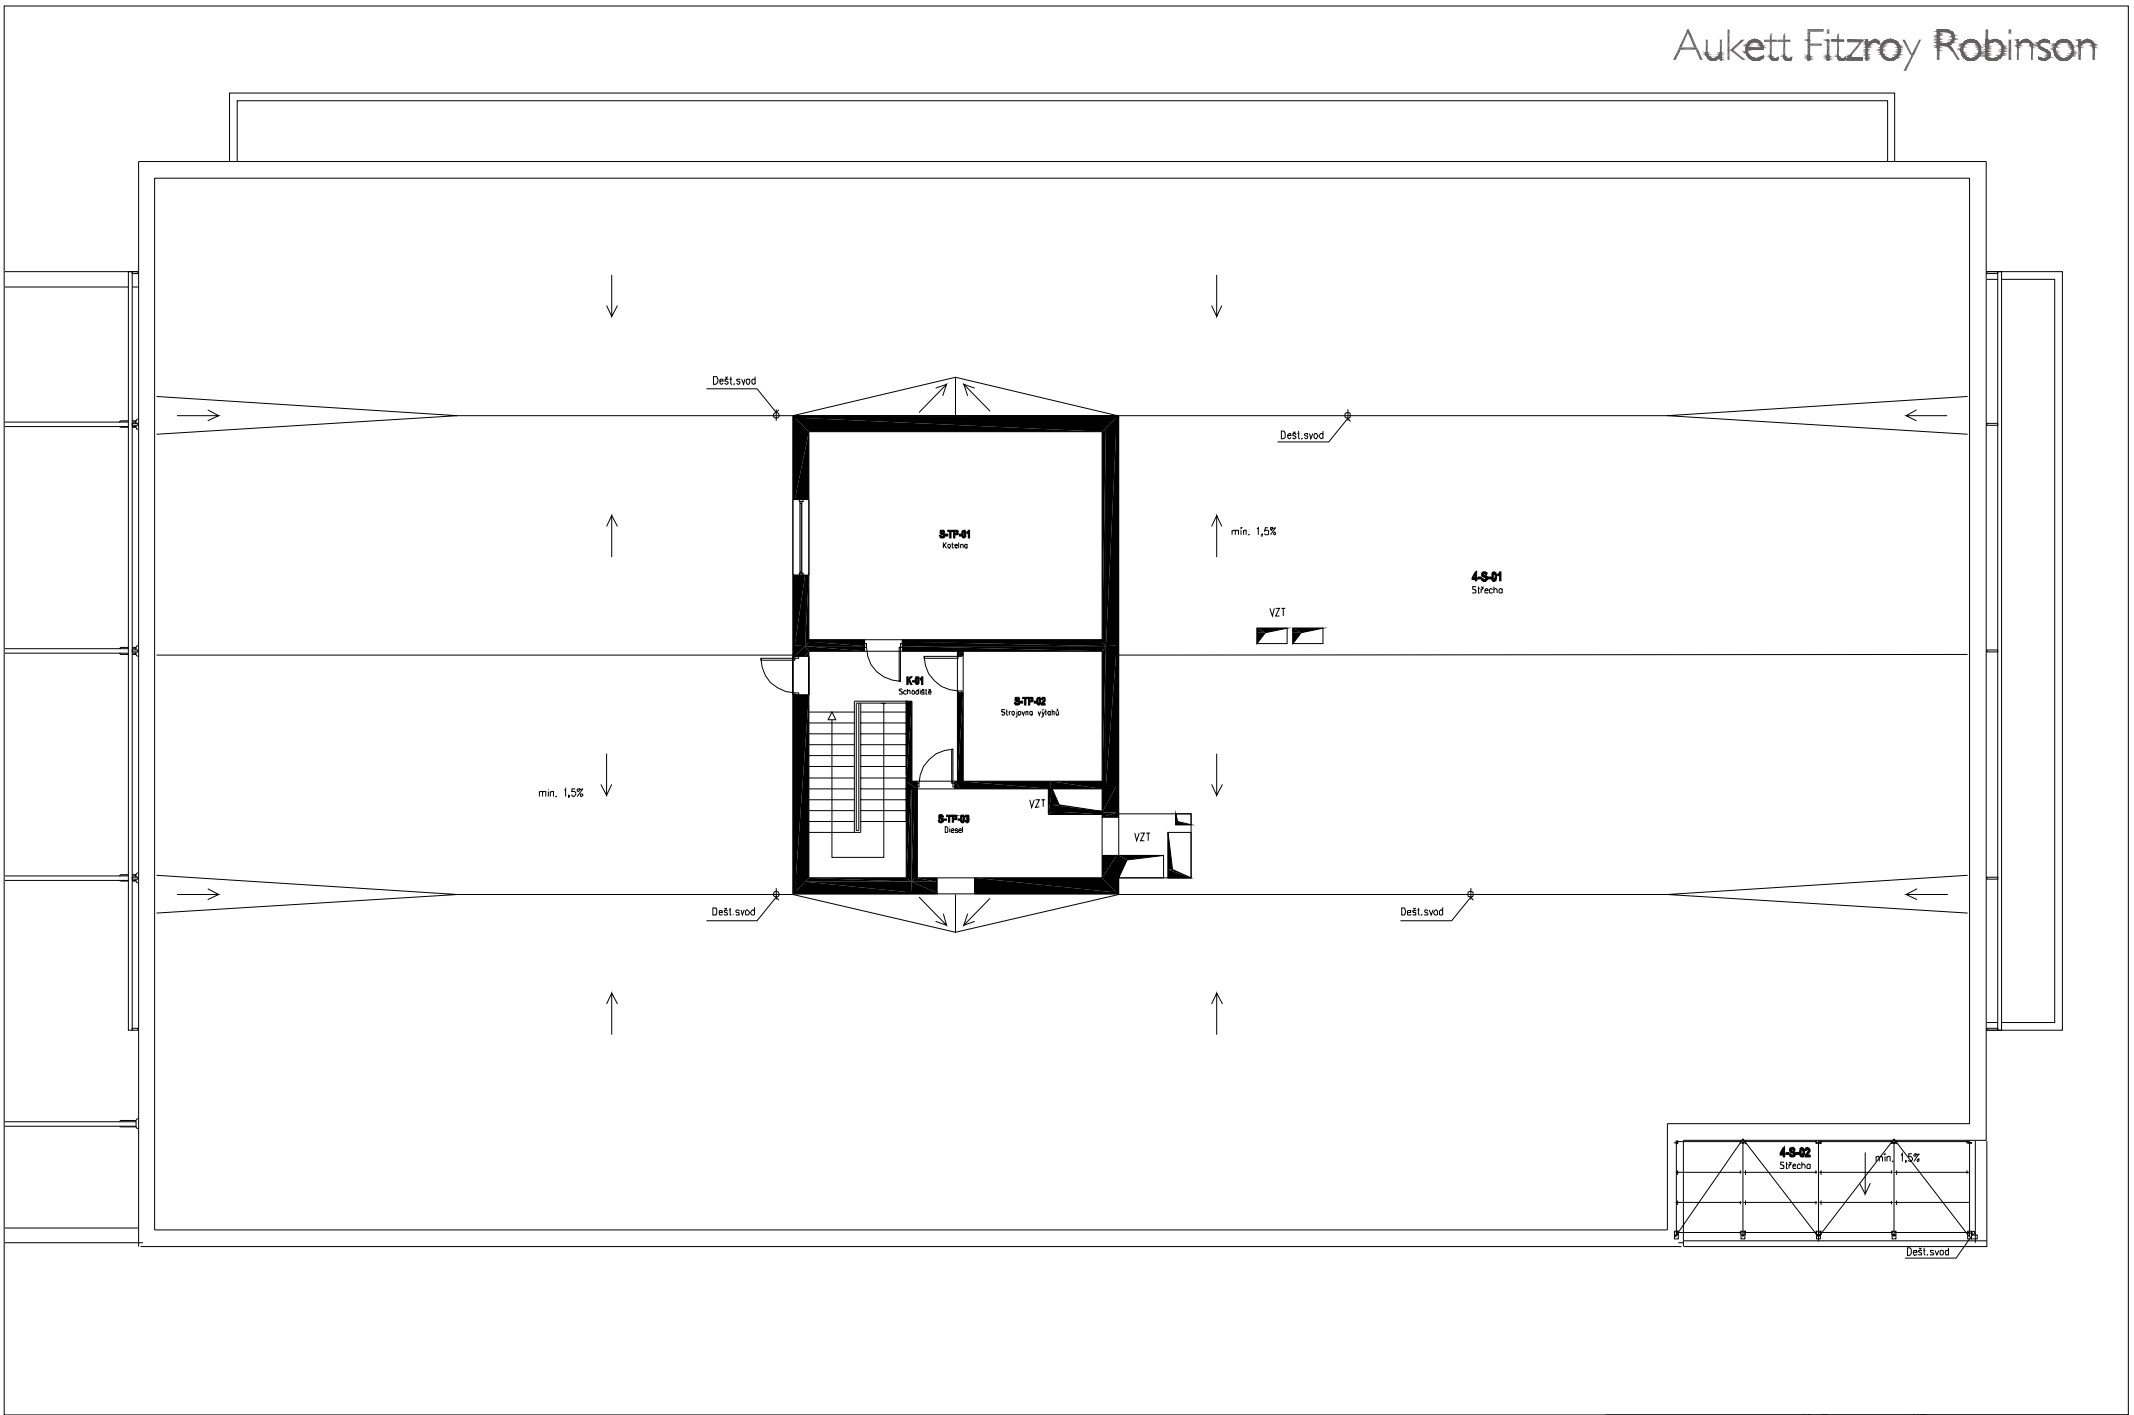 Aukett Fitzroy Robinson
Dešt.svod
Dešt.svod
S-TP-01
Kotelna
min. 1,5%
4-S-01
Střecha
VZT
K-01
Schodiště
S-TP-02
Strojovna výtahů
min. 1,5%
VZT
S-TP-03
Diesel
VZT
Dešt.svod
Dešt.svod
4-S-02
Střecha
min. 1,5%
Dešt.svod